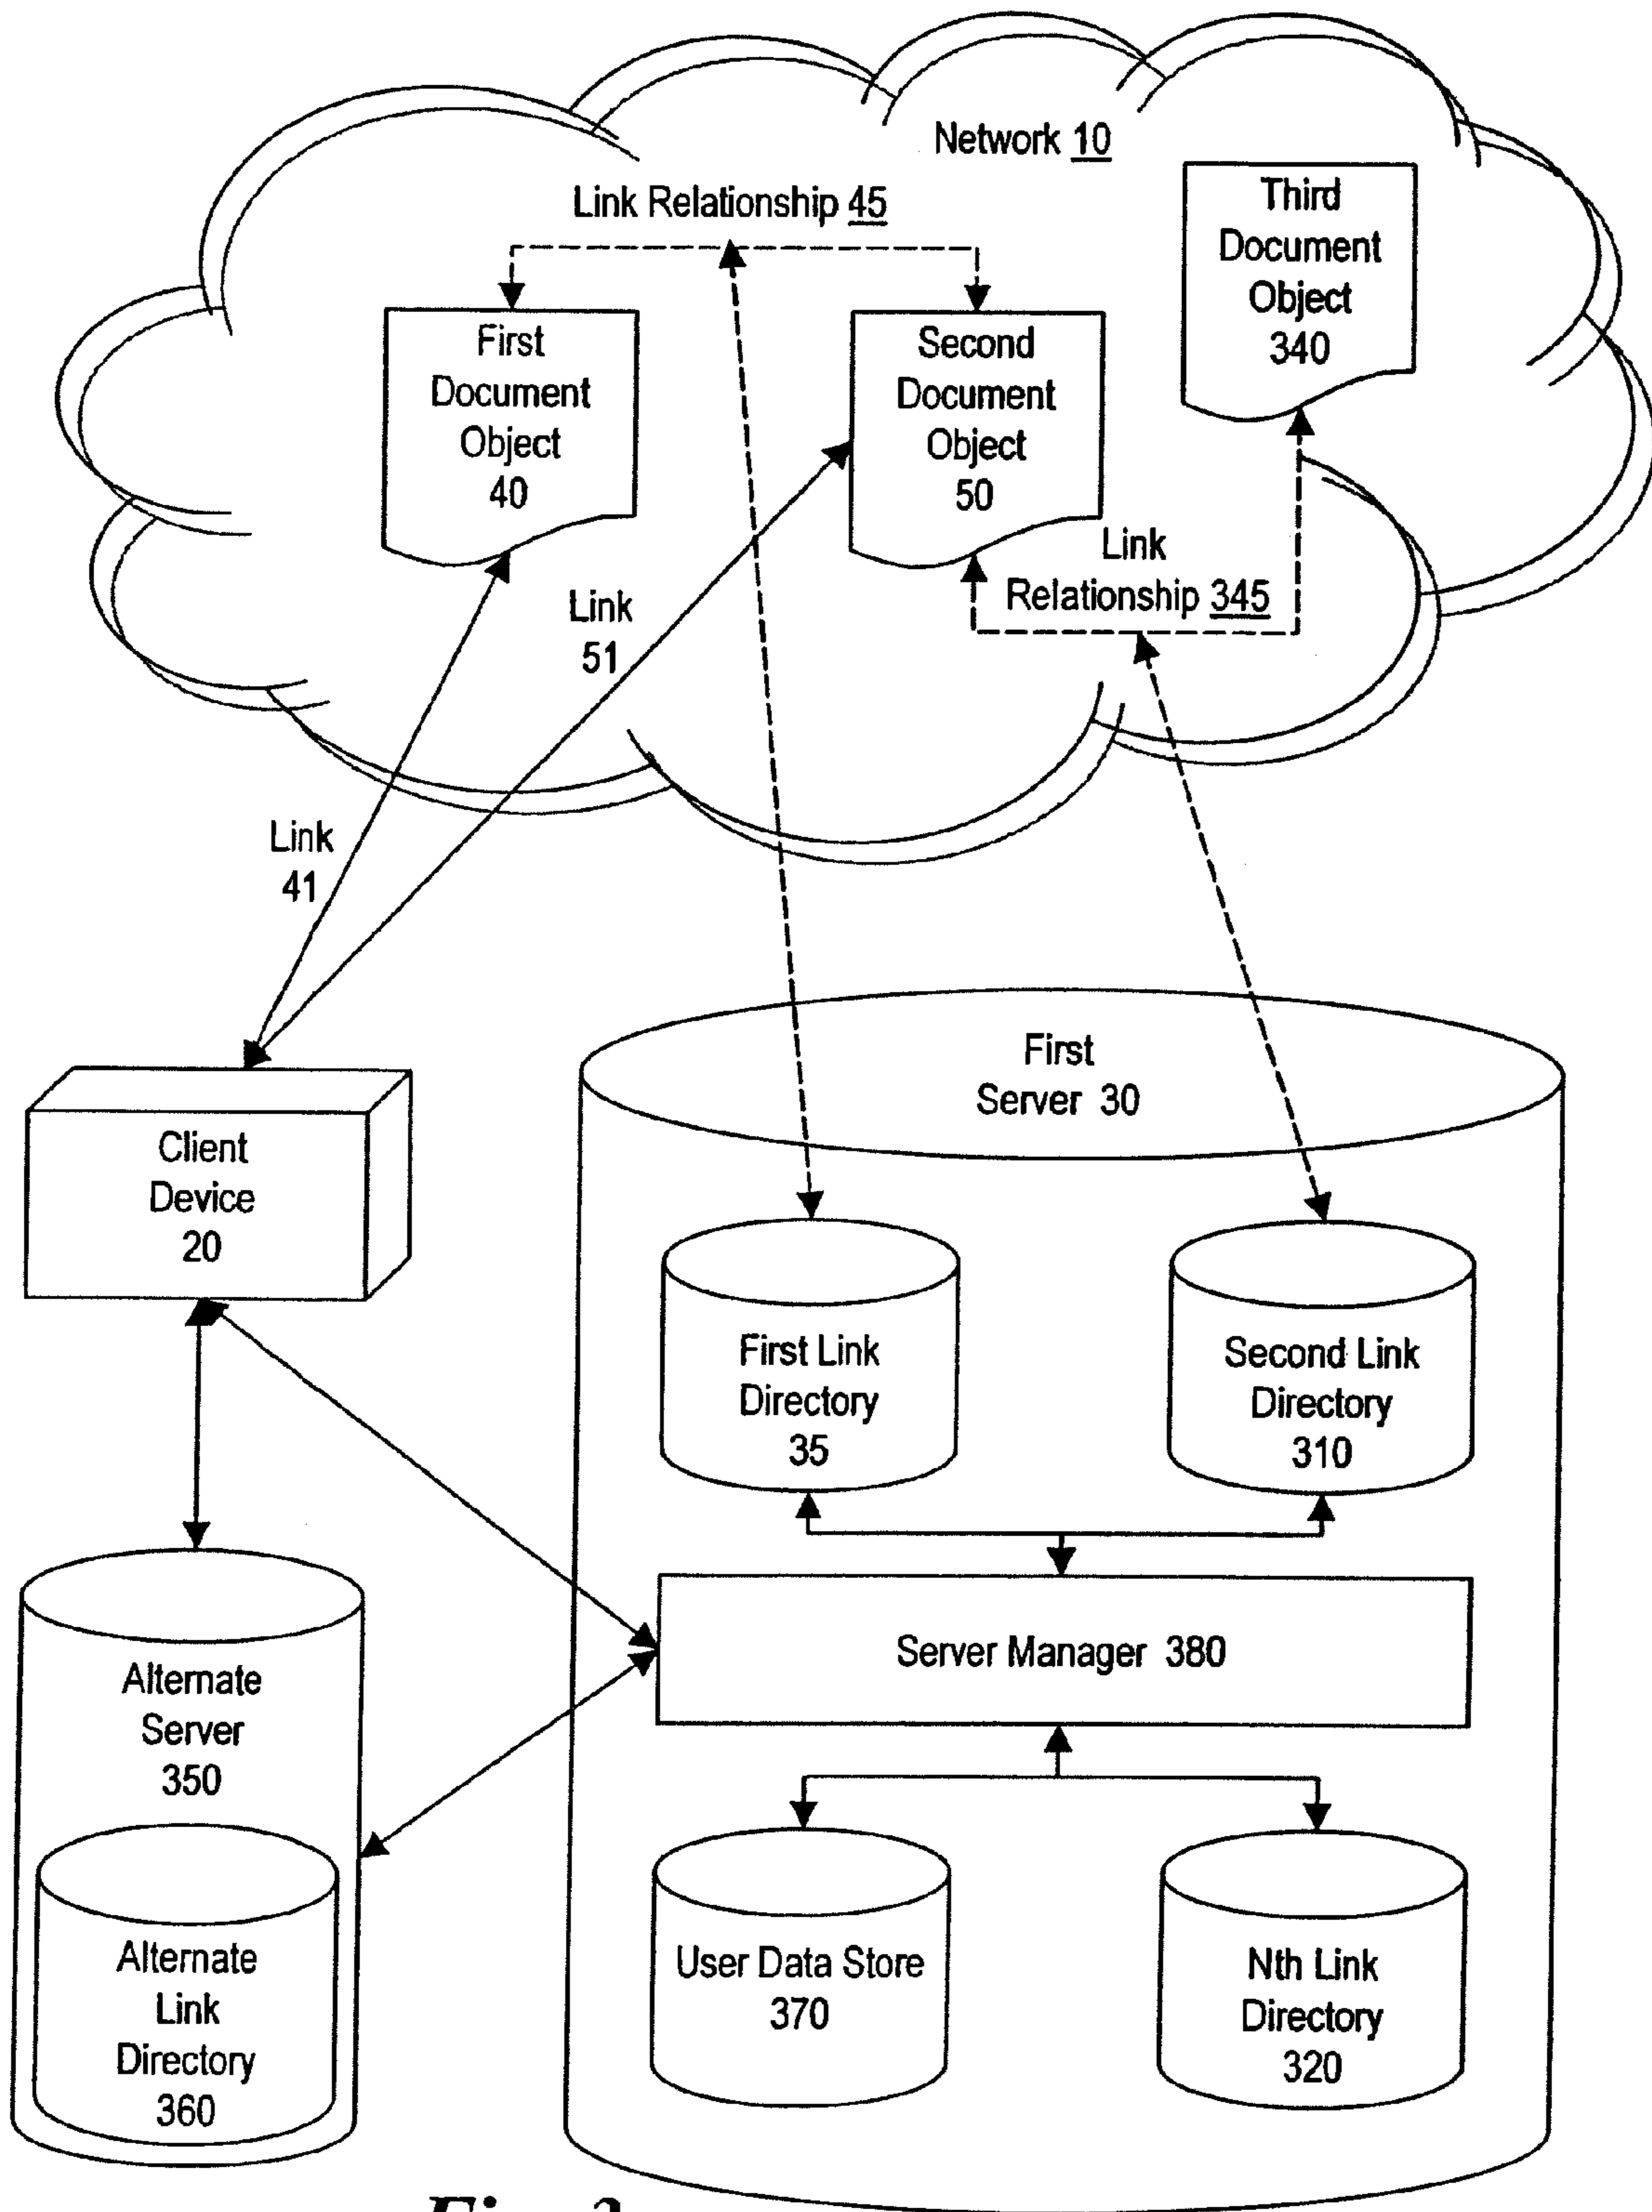 Network 10
Link Relationship 45
Third
Document
Object
340
First
Document
Object
40
Second
Document
Object
50
Link
Relationship 345
Link
51
Link
41
First
Server 30
Client
Device
20
First Link
Directory
35
Second Link
Directory
310
Server Manager 380
Alternate
Server
350
Alternate
Link
Directory
360
User Data Store
370
Nth Link
Directory
320